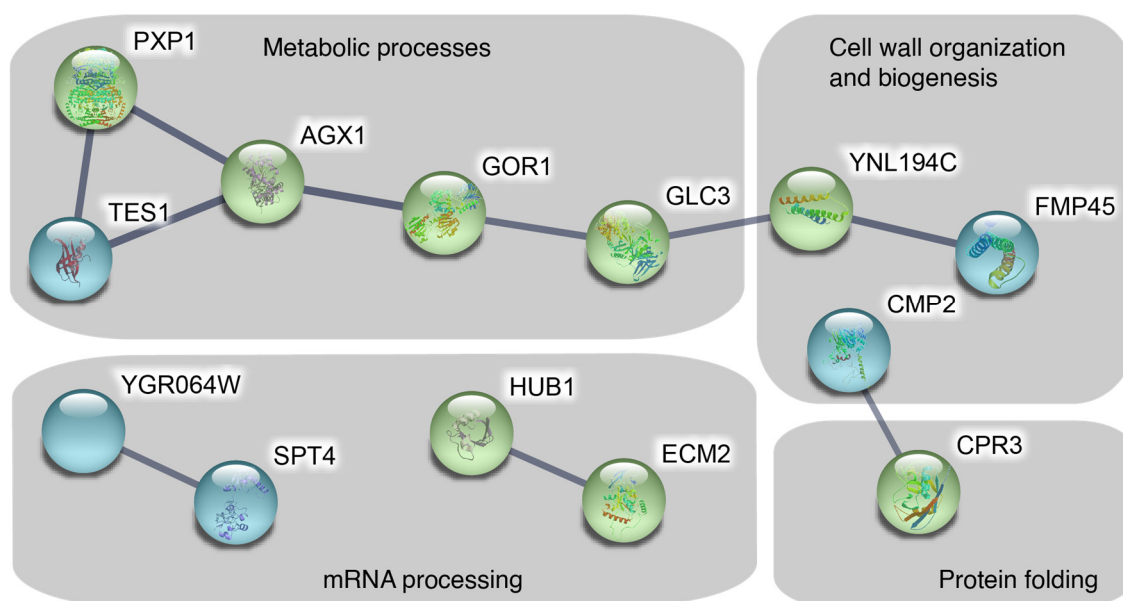 PXP1
Metabolic processes
Cell wall organization
and biogenesis
AGX1
GOR1
YNL194C
TES1
GLC3
FMP45
CMP2
YGR064W
HUB1
SPT4
ECM2
CPR3
mRNA processing
Protein folding